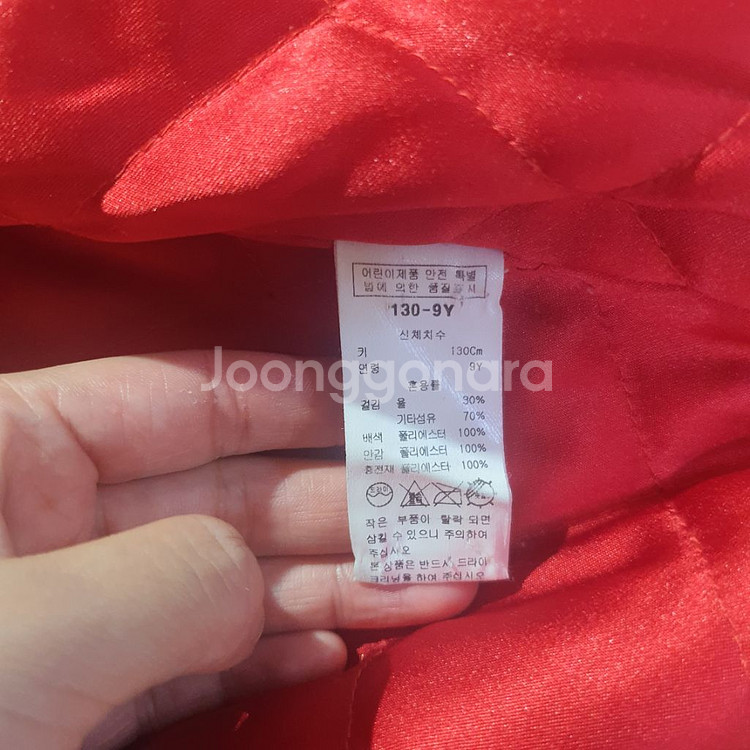 어린이제품 안전 특별
법에 의한 품질표시
130-9Y
신체치수
키 130Cm
연령 9Y
Joonggonara
혼용률
겉감 울 30%
기타섬유 70%
배색 폴리에스터 100%
안감 폴리에스터 100%
충전재 폴리에스터 100%
드라이
작은 부품이 탈락 되면
삼킬 수 있으니 주의하여
주십시오
본 상품은 반드시 드라이
크리닝을 하여 주십시오